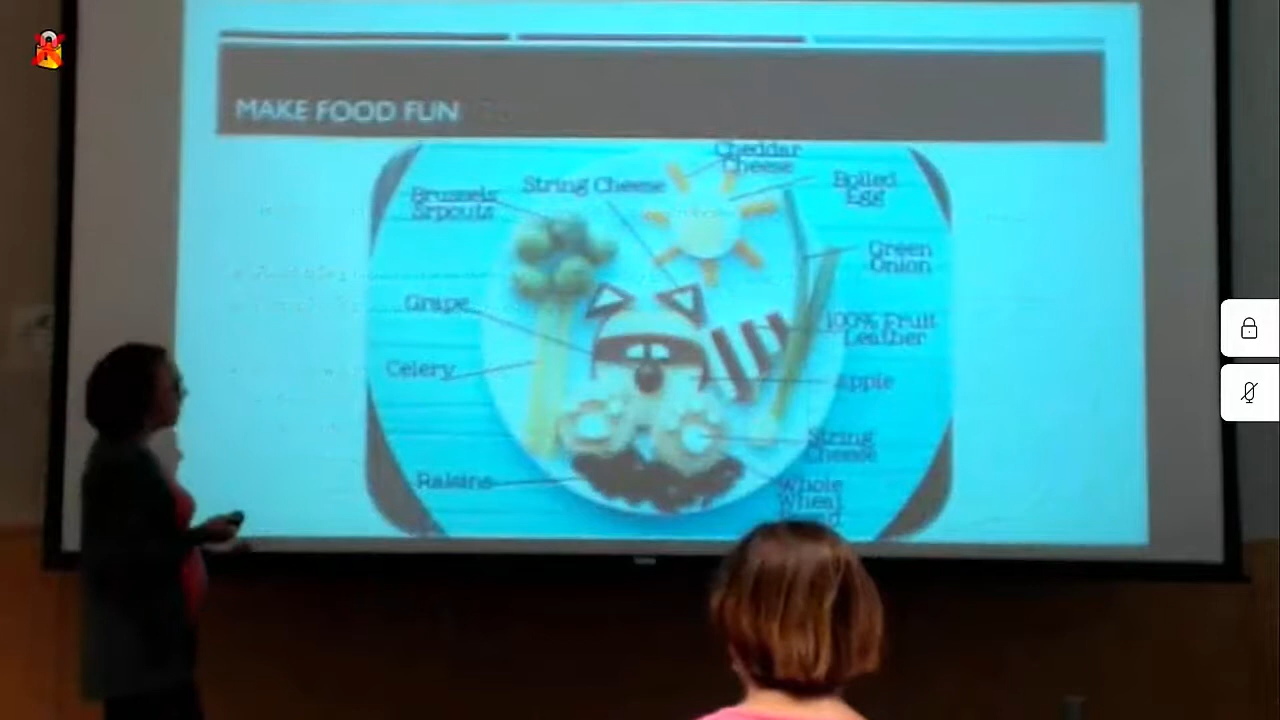 MAKE FOOD FUN
Cheddar
Cheese
String Cheese
Brussels
Sprouts
Boiled
Egg
Green
Onion
Grape
100% Fruit
Leather
Celery
Apple
String
Cheese
Raisins
Whole
Wheat